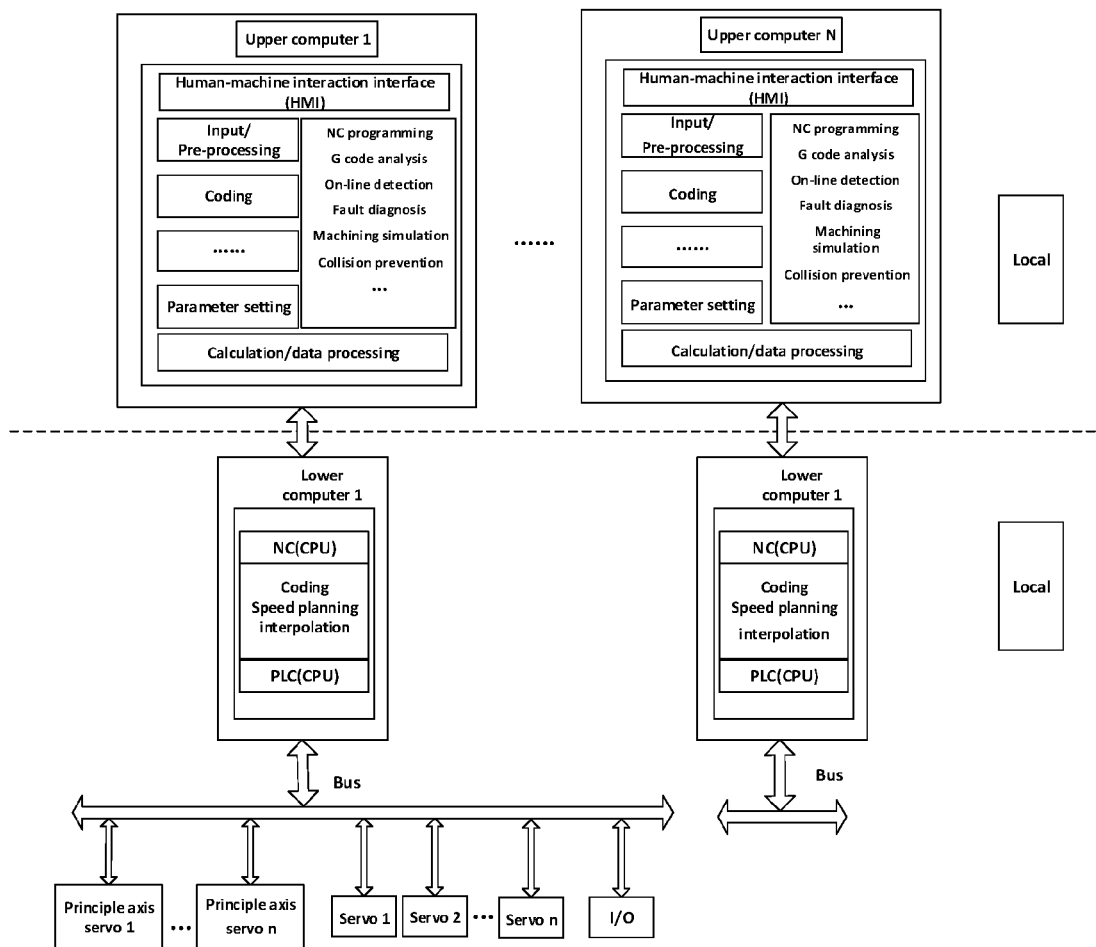 Upper computer 1
Human-machine interaction interface
(HMI)
Input/
Pre-processing
Coding
......
Parameter setting
NC programming
G code analysis
On-line detection
Fault diagnosis
Machining simulation
Collision prevention
...
Calculation/data processing
......
Upper computer N
Human-machine interaction interface
(HMI)
Input/
Pre-processing
Coding
......
Parameter setting
NC programming
G code analysis
On-line detection
Fault diagnosis
Machining
simulation
Collision prevention
...
Calculation/data processing
Local
Lower
computer 1
NC(CPU)
Coding
Speed planning
interpolation
PLC(CPU)
Lower
computer 1
NC(CPU)
Coding
Speed planning
interpolation
PLC(CPU)
Local
Bus
Bus
Principle axis
servo 1
...
Principle axis
servo n
Servo 1
Servo 2
...
Servo n
I/O